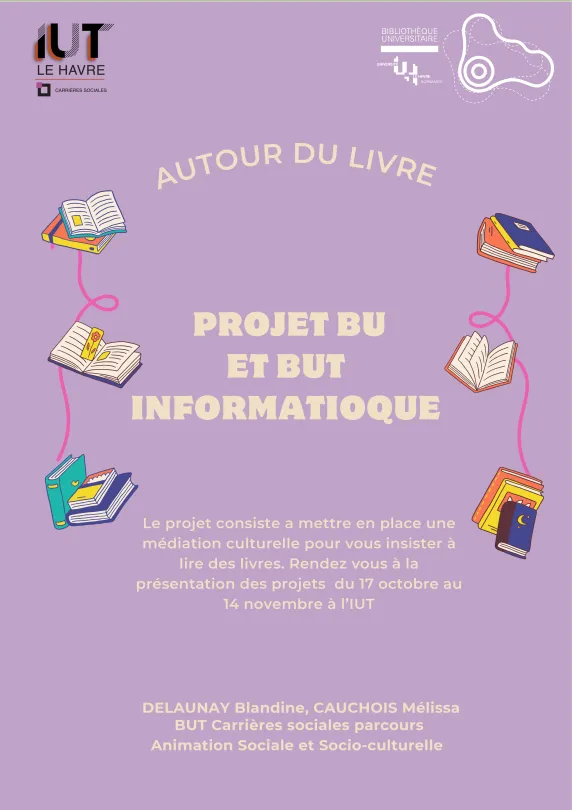 IUT
LE HAVRE
CARRIÈRES SOCIALES
BIBLIOTHÈQUE
UNIVERSITAIRE
AUTOUR DU LIVRE
PROJET BU
ET BUT
INFORMATIOQUE
Le projet consiste a mettre en place une
médiation culturelle pour vous insister à
lire des livres. Rendez vous à la
présentation des projets du 17 octobre au
14 novembre à l'IUT
DELAUNAY Blandine, CAUCHOIS Mélissa
BUT Carrières sociales parcours
Animation Sociale et Socio-culturelle